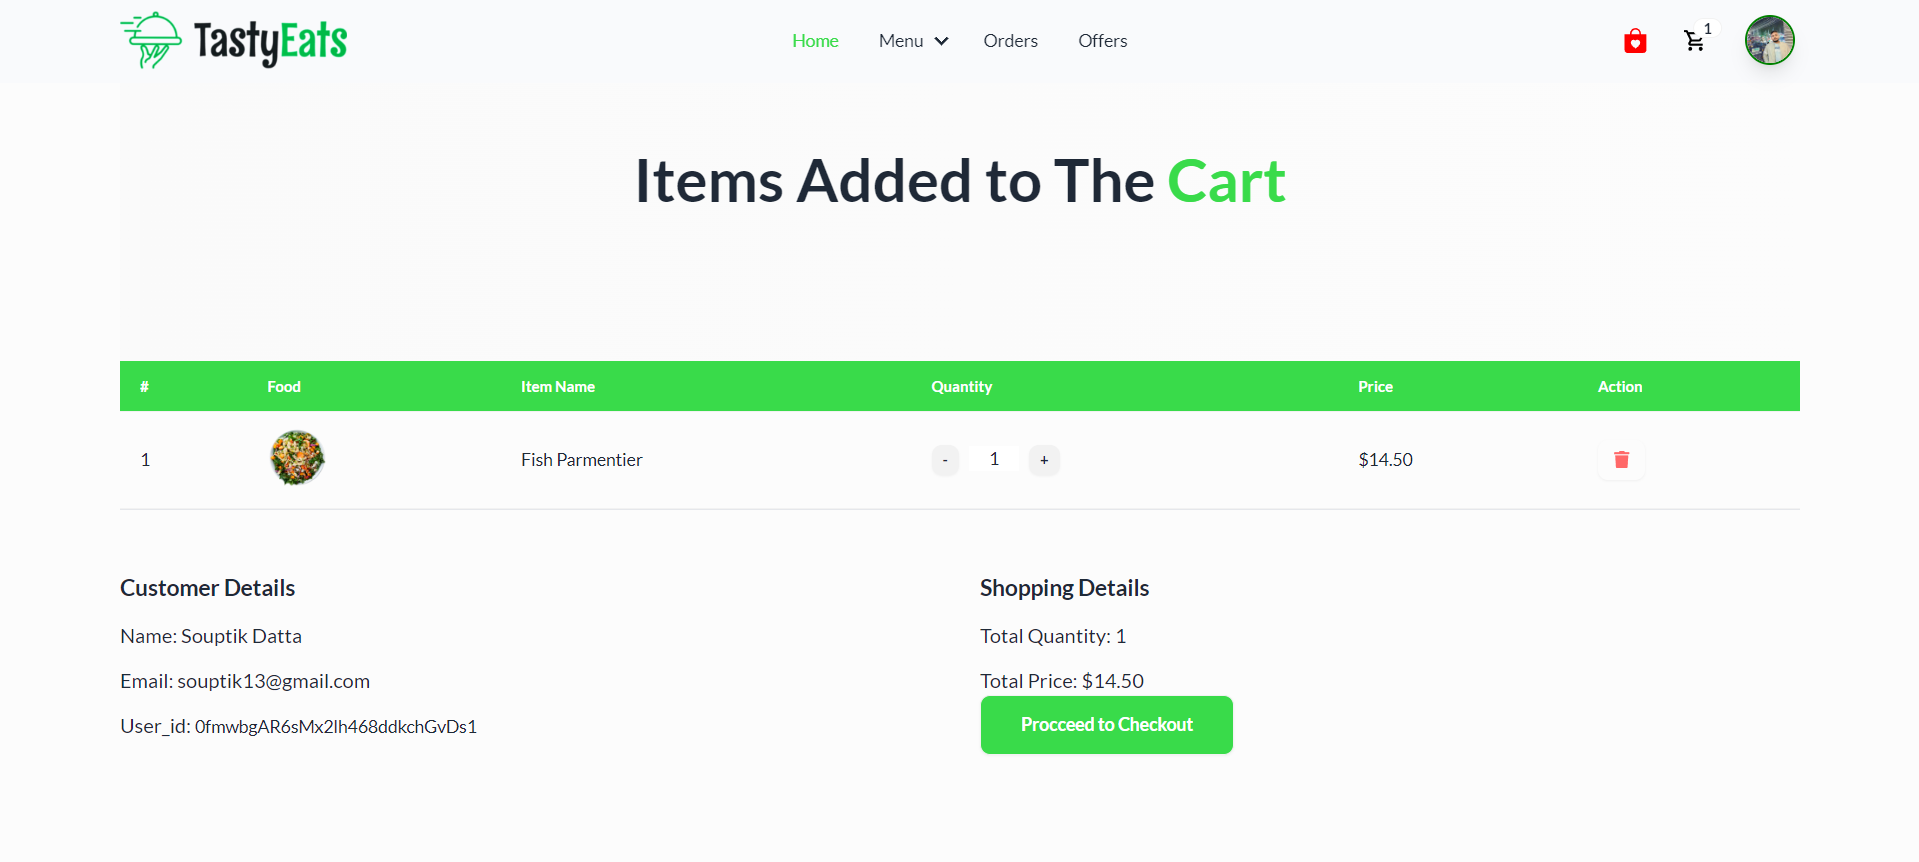 TastyEats
Home Menu Orders Offers 1
Items Added to The Cart
# Food Item Name Quantity Price Action
1 Fish Parmentier - 1 + $14.50
Customer Details
Name: Souptik Datta
Email: souptik13@gmail.com
User_id: 0fmwbgAR6sMx2lh468ddkchGvDs1
Shopping Details
Total Quantity: 1
Total Price: $14.50
Procceed to Checkout